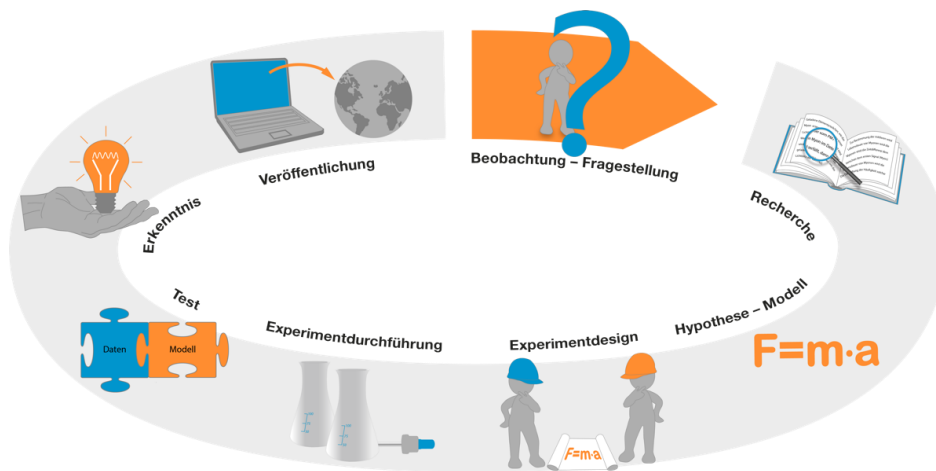 Beobachtung – Fragestellung
Recherche
Hypothese – Modell
F=m·a
Experimentdesign
F=m·a
Experimentdurchführung
Test
Daten
Modell
Erkenntnis
Veröffentlichung